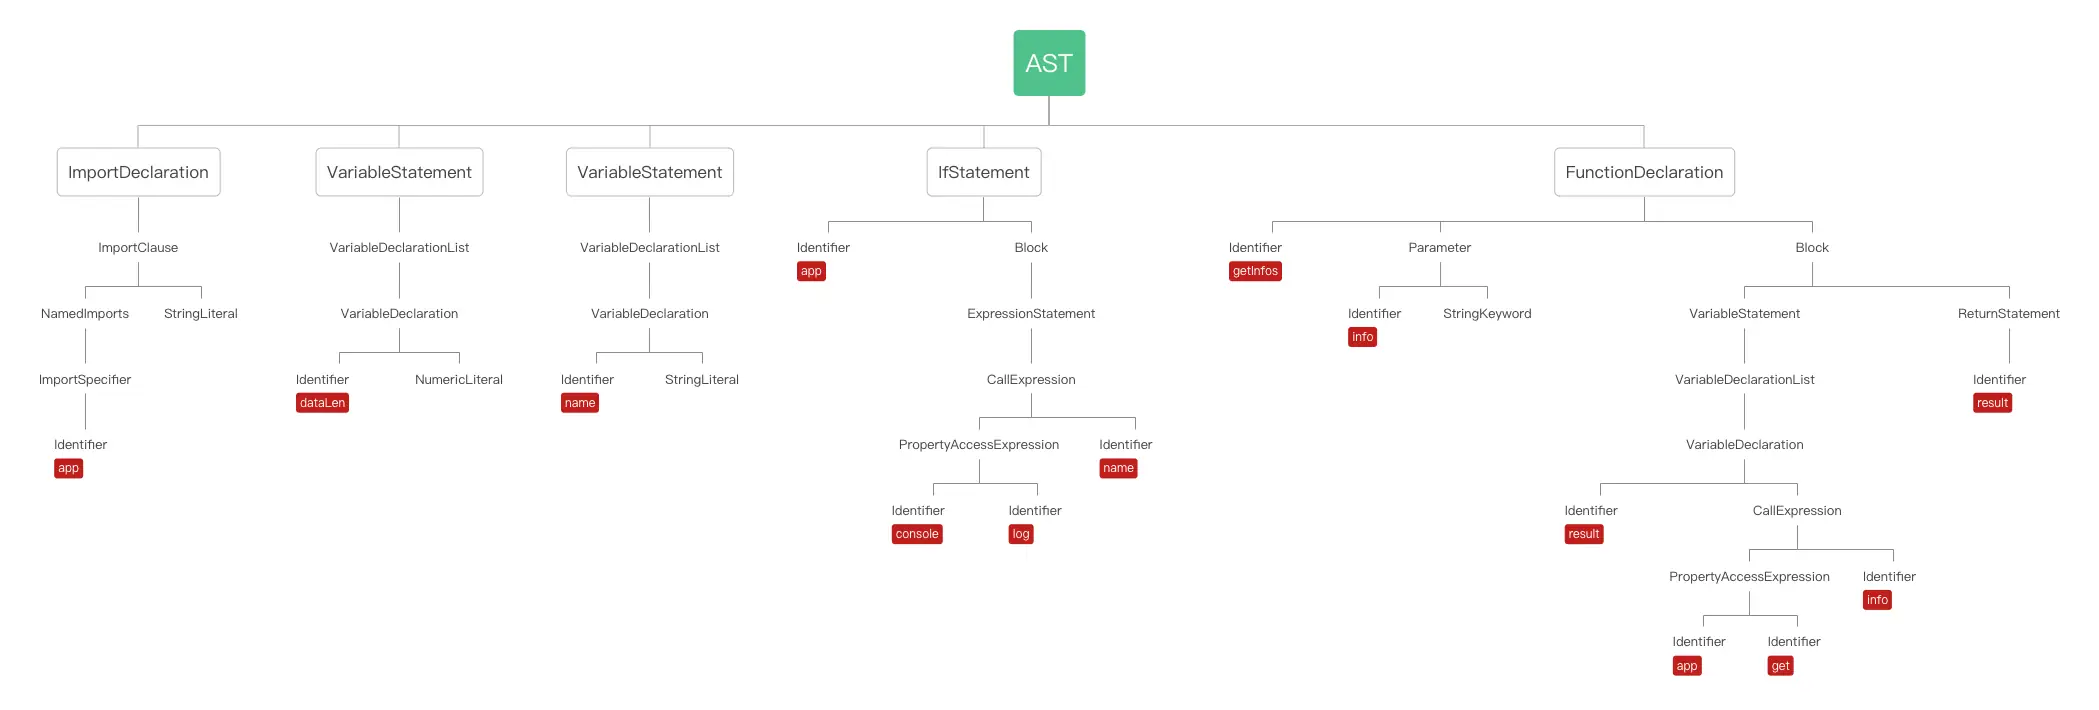 AST
ImportDeclaration
VariableStatement
VariableStatement
IfStatement
FunctionDeclaration
ImportClause
VariableDeclarationList
VariableDeclarationList
Identifier
Block
Identifier
Parameter
Block
app
getInfos
NamedImports
StringLiteral
VariableDeclaration
VariableDeclaration
ExpressionStatement
Identifier
StringKeyword
VariableStatement
ReturnStatement
info
ImportSpecifier
Identifier
NumericLiteral
Identifier
StringLiteral
CallExpression
VariableDeclarationList
Identifier
dataLen
name
result
Identifier
PropertyAccessExpression
Identifier
VariableDeclaration
app
name
Identifier
Identifier
Identifier
CallExpression
console
log
result
PropertyAccessExpression
Identifier
info
Identifier
Identifier
app
get